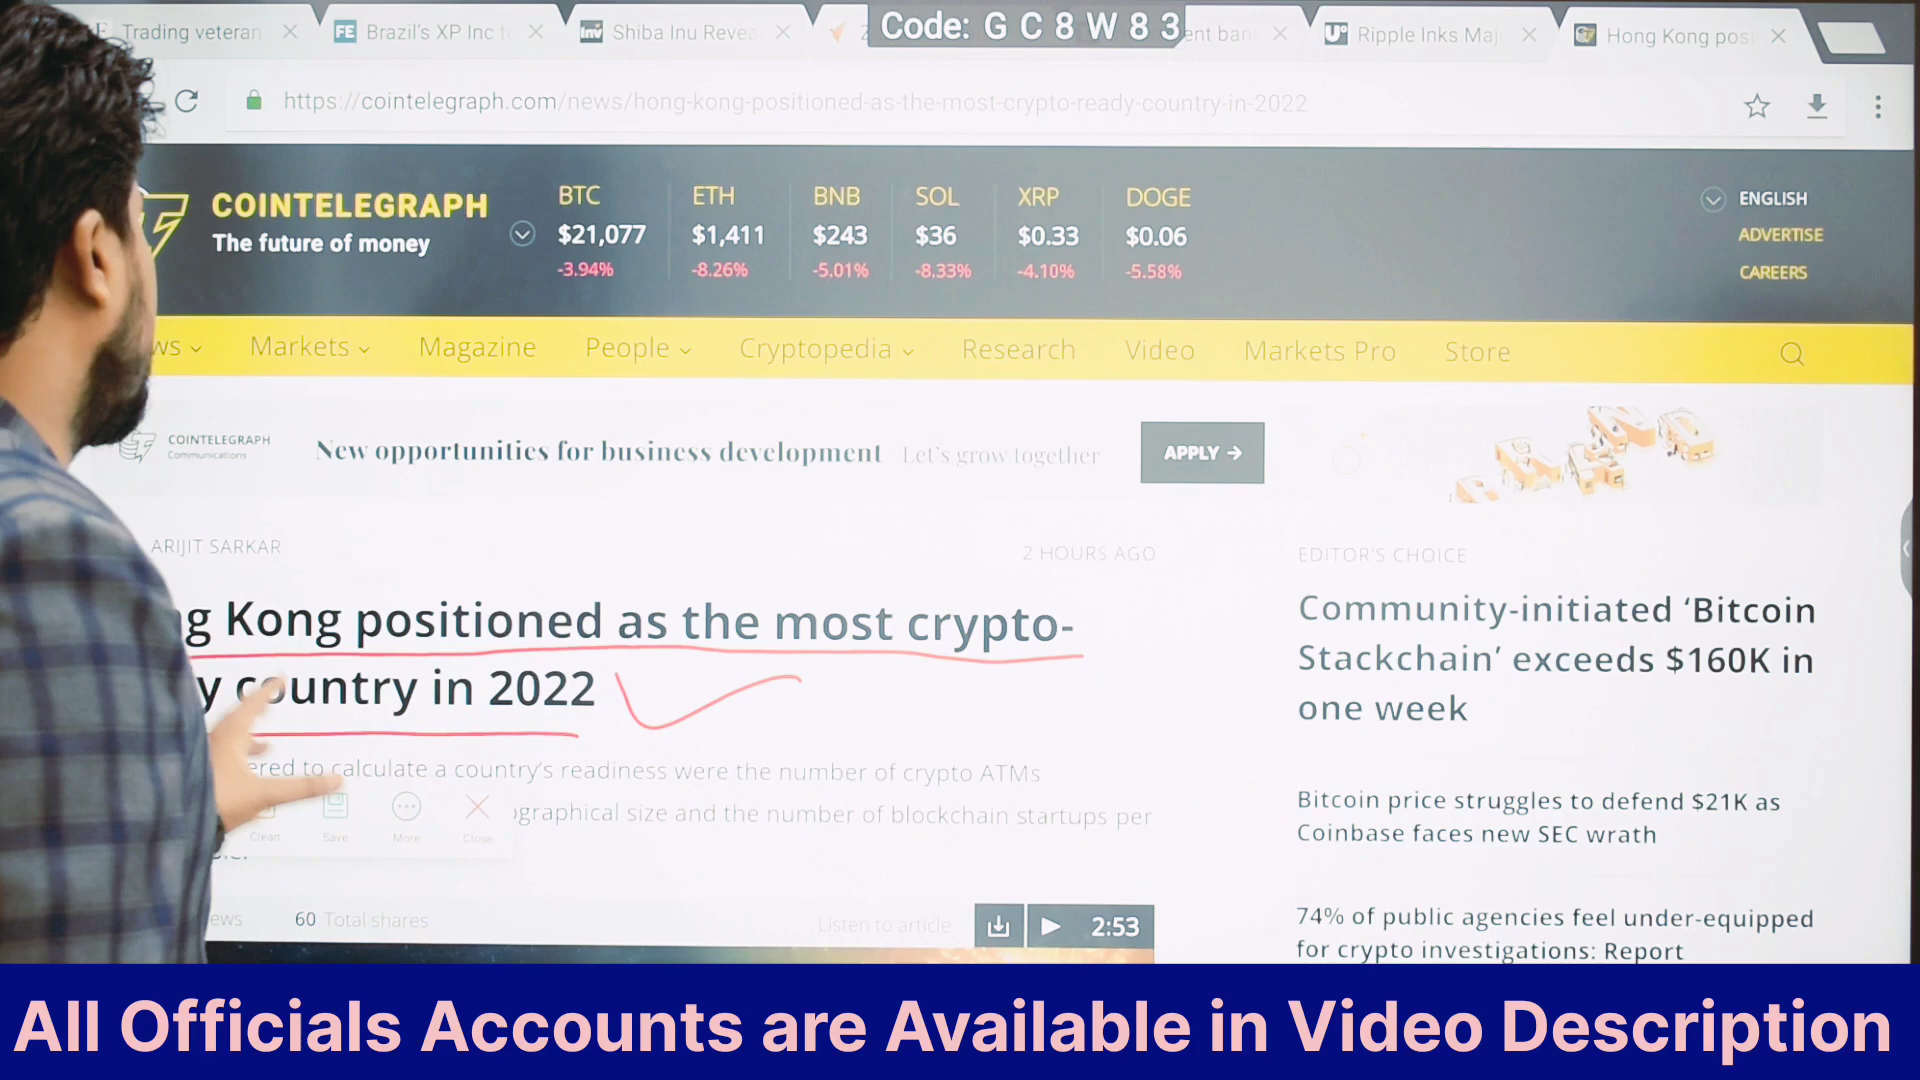 Trading veteran
Brazil's XP Inc
Shiba Inu Revea
Code: G C 8 W 8 3
ent ban
Ripple Inks Maj
Hong Kong posi
https://cointelegraph.com/news/hong-kong-positioned-as-the-most-crypto-ready-country-in-2022
COINTELEGRAPH
The future of money
BTC ETH BNB SOL XRP DOGE
$21,077 $1,411 $243 $36 $0.33 $0.06
-3.94% -8.26% -5.01% -8.33% -4.10% -5.58%
ENGLISH
ADVERTISE
CAREERS
ws Markets Magazine People Cryptopedia Research Video Markets Pro Store
COINTELEGRAPH
Communications
New opportunities for business development Let's grow together
APPLY →
ARIJIT SARKAR
2 HOURS AGO
g Kong positioned as the most crypto-
y country in 2022
ered to calculate a country's readiness were the number of crypto ATMs
ographical size and the number of blockchain startups per
Clean Save More Close
ews 60 Total shares
Listen to article
2:53
EDITOR'S CHOICE
Community-initiated 'Bitcoin
Stackchain' exceeds $160K in
one week
Bitcoin price struggles to defend $21K as
Coinbase faces new SEC wrath
74% of public agencies feel under-equipped
for crypto investigations: Report
All Officials Accounts are Available in Video Description